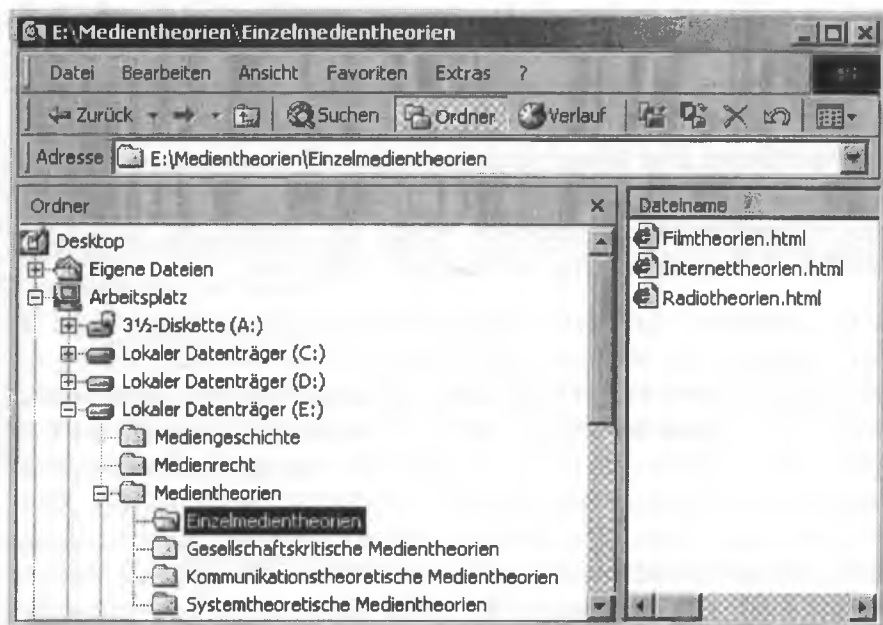 E:\Medientheorien\Einzelmedientheorien
Datei Bearbeiten Ansicht Favoriten Extras ?
Zurück Suchen Ordner Verlauf
Adresse E:\Medientheorien\Einzelmedientheorien
Ordner
Desktop
Eigene Dateien
Arbeitsplatz
3½-Diskette (A:)
Lokaler Datenträger (C:)
Lokaler Datenträger (D:)
Lokaler Datenträger (E:)
Mediengeschichte
Medienrecht
Medientheorien
Einzelmedientheorien
Gesellschaftskritische Medientheorien
Kommunikationstheoretische Medientheorien
Systemtheoretische Medientheorien
Dateiname
Filmtheorien.html
Internettheorien.html
Radiotheorien.html